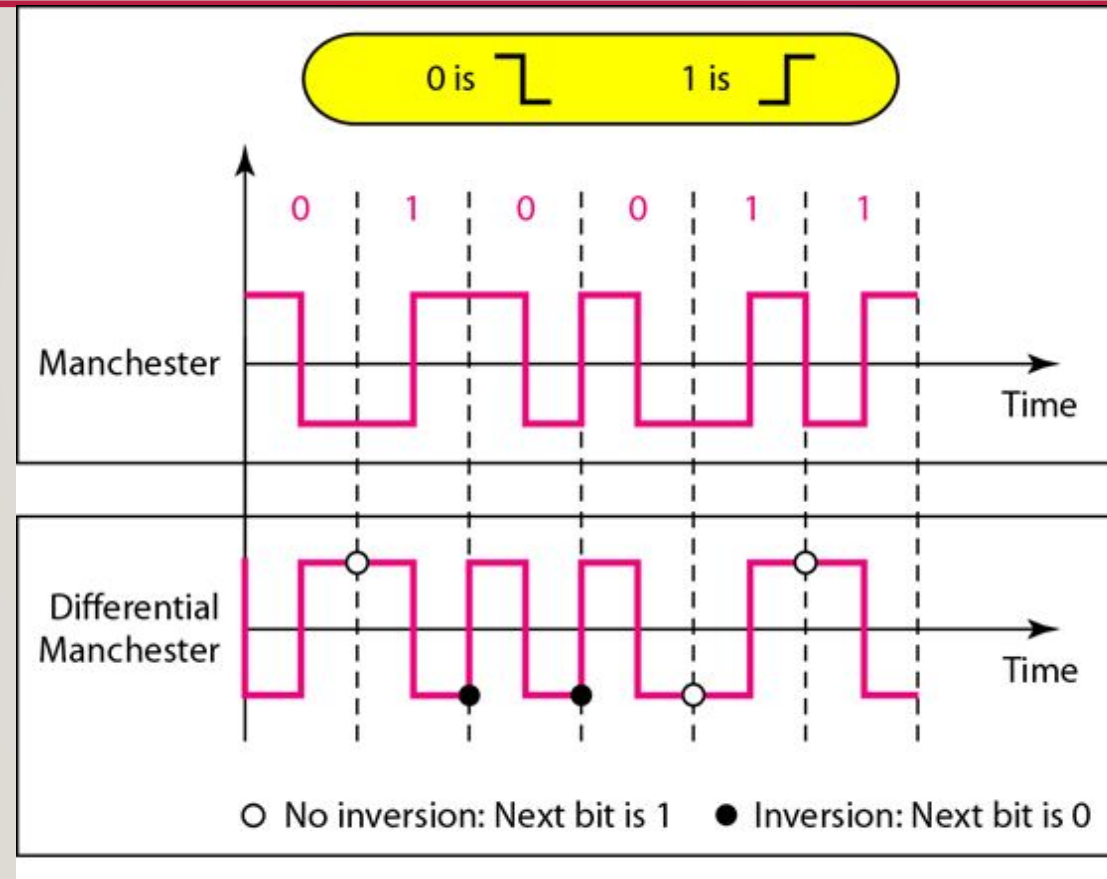 0 is 1 is
0 1 0 0 1 1
Manchester
Time
Differential
Manchester
Time
No inversion: Next bit is 1 Inversion: Next bit is 0